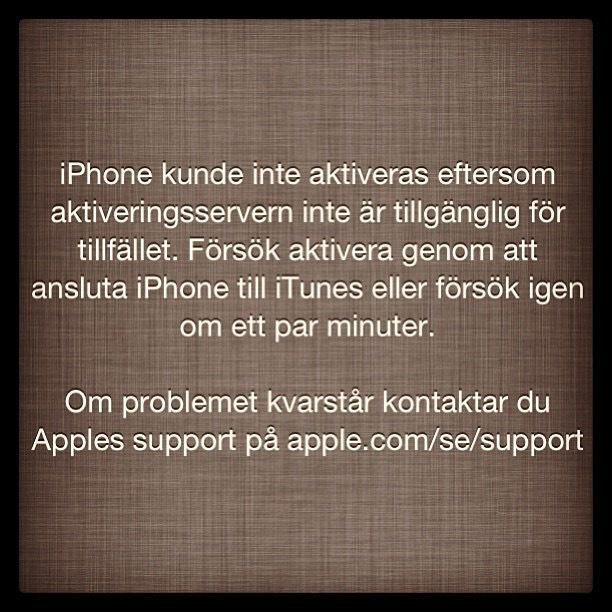 iPhone kunde inte aktiveras eftersom
aktiveringsservern inte är tillgänglig för
tillfället. Försök aktivera genom att
ansluta iPhone till iTunes eller försök igen
om ett par minuter.
Om problemet kvarstår kontaktar du
Apples support på apple.com/se/support